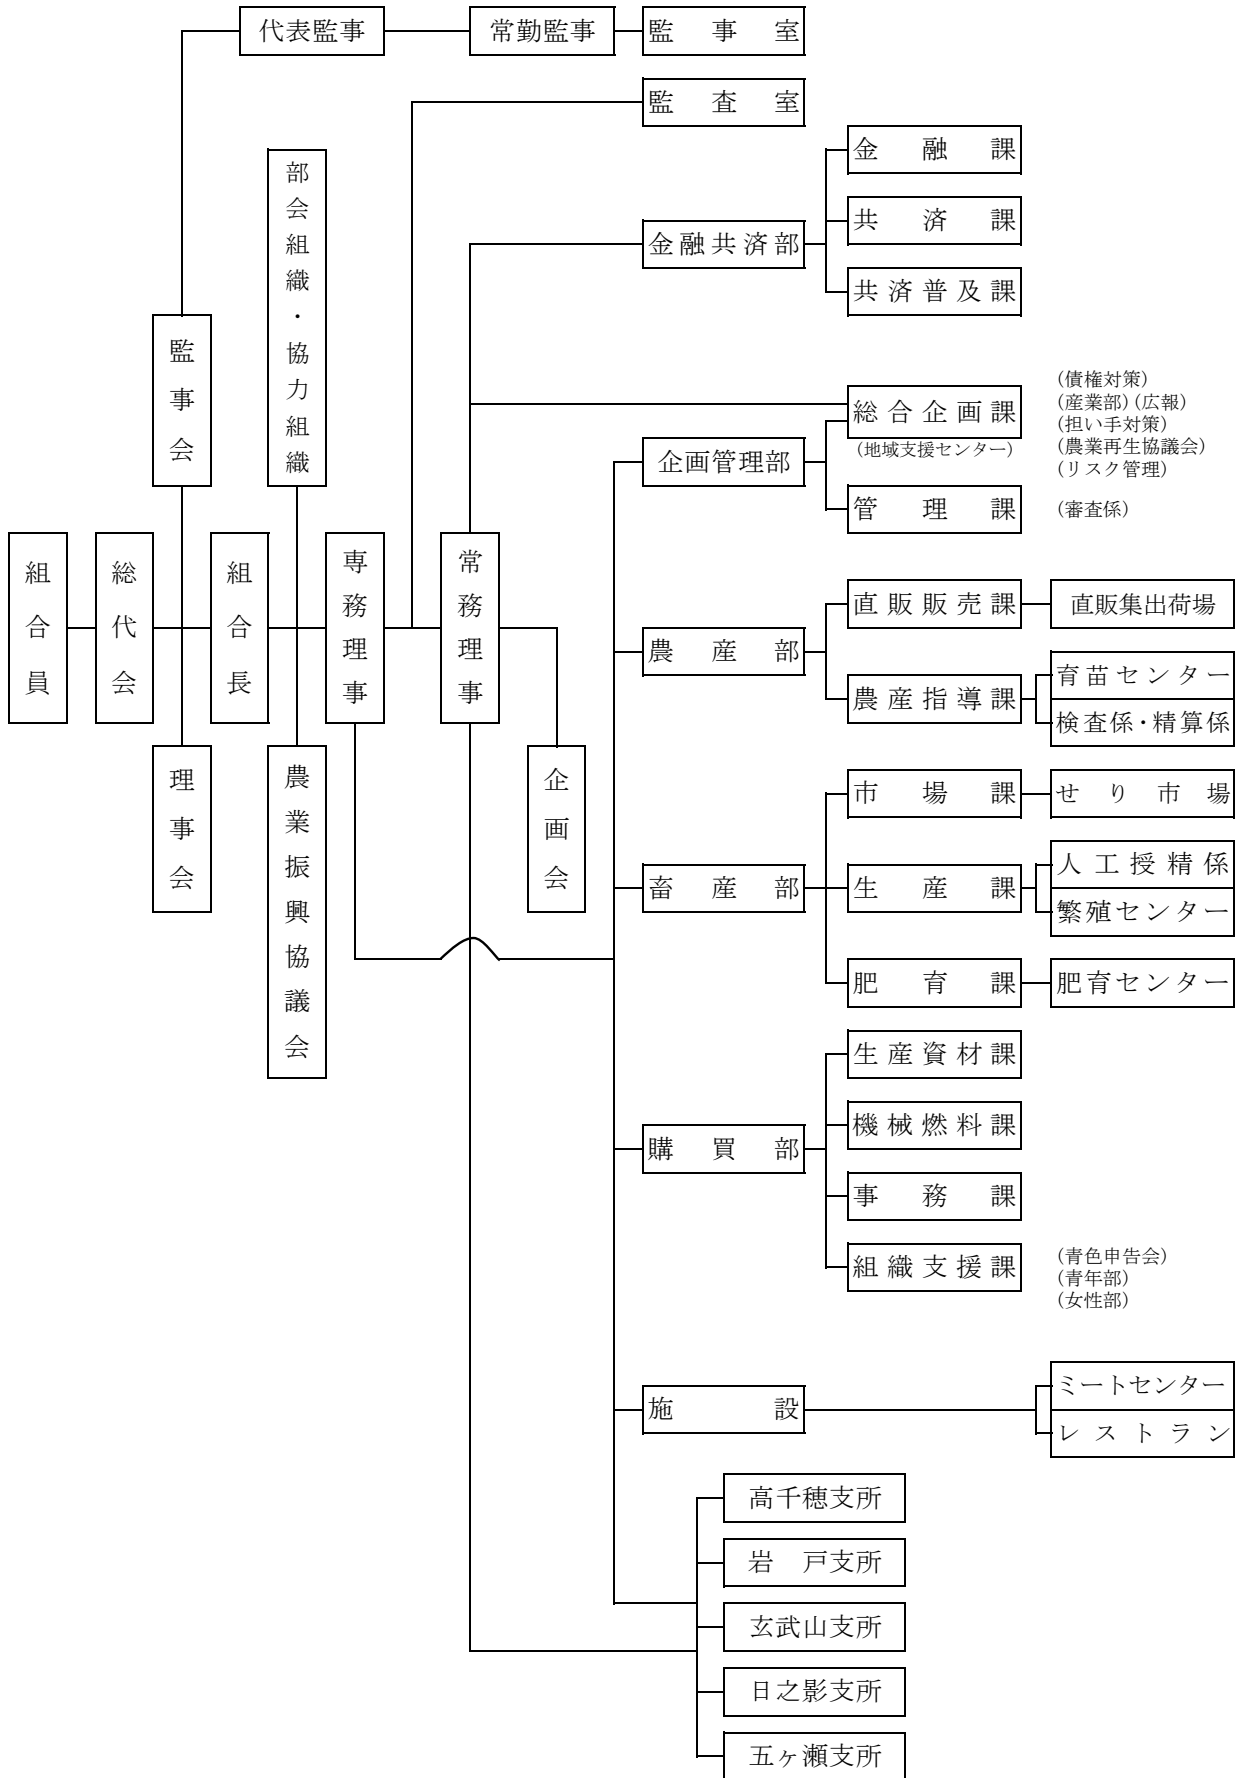 代表監事
常勤監事
監事室
監査室
部会組織・協力組織
金融課
金融共済部
共済課
共済普及課
監事会
総合企画課
(地域支援センター)
(債権対策)
(産業部)(広報)
(担い手対策)
(農業再生協議会)
(リスク管理)
企画管理部
管理課
(審査係)
組合員
総代会
組合長
専務理事
常務理事
直販販売課
直販集出荷場
農産部
農産指導課
育苗センター
検査係・精算係
理事会
農業振興協議会
企画会
市場課
せり市場
畜産部
生産課
人工授精係
繁殖センター
肥育課
肥育センター
生産資材課
機械燃料課
購買部
事務課
組織支援課
(青色申告会)
(青年部)
(女性部)
施設
ミートセンター
レストラン
高千穂支所
岩戸支所
玄武山支所
日之影支所
五ヶ瀬支所